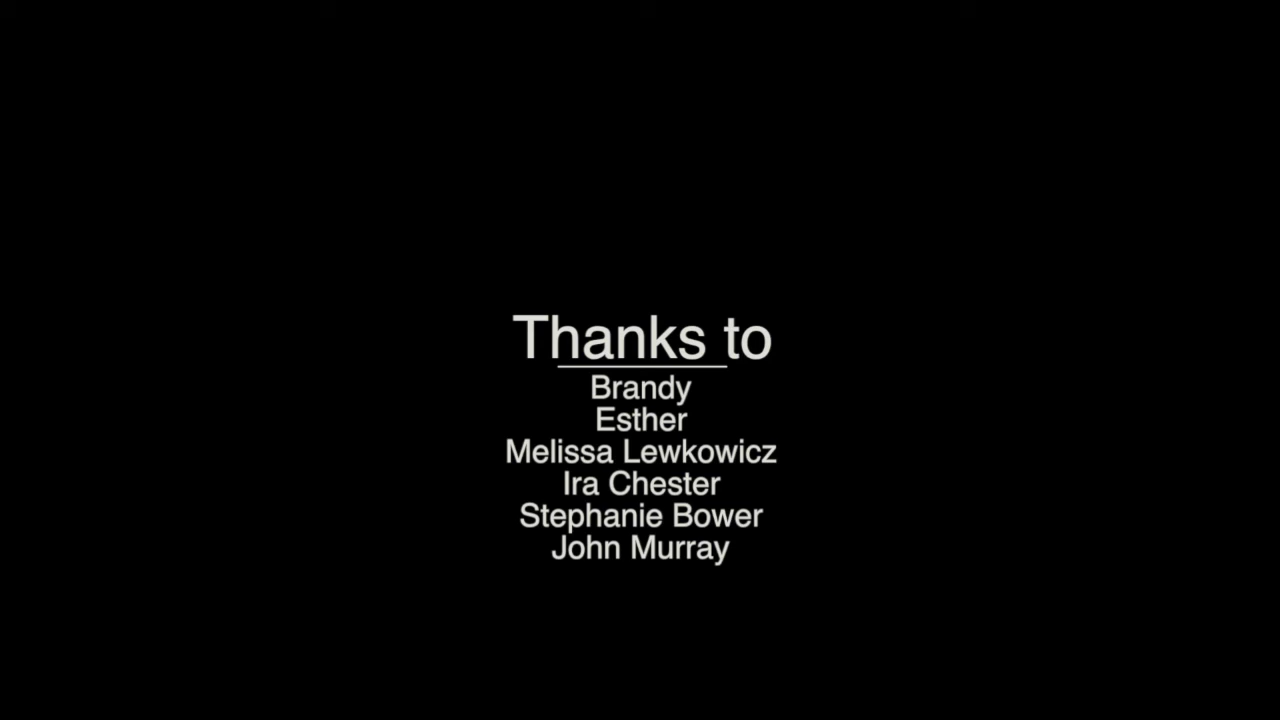 Thanks to
Brandy
Esther
Melissa Lewkowicz
Ira Chester
Stephanie Bower
John Murray